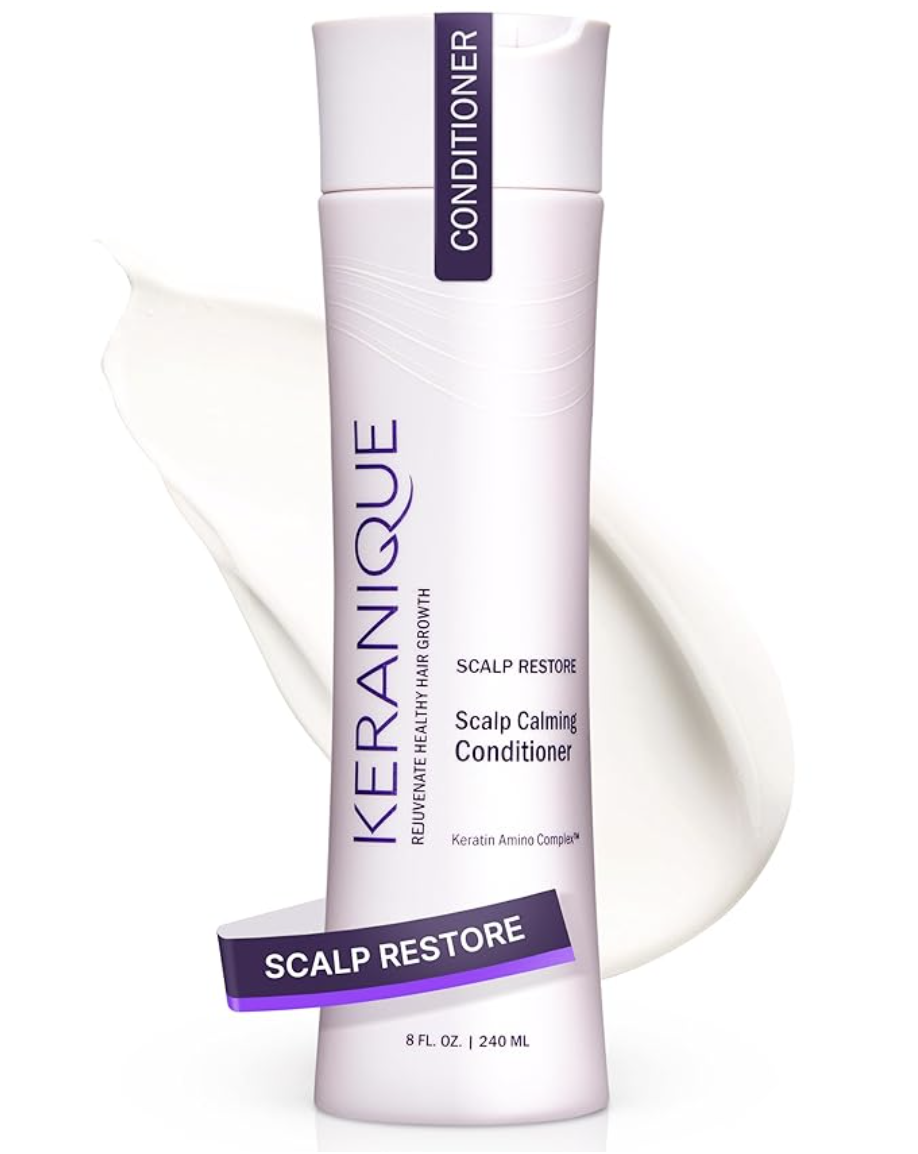 CONDITIONER
KERANIQUE
REJUVENATE HEALTHY HAIR GROWTH
SCALP RESTORE
Scalp Calming
Conditioner
Keratin Amino Complex™
SCALP RESTORE
8 FL. OZ. | 240 ML